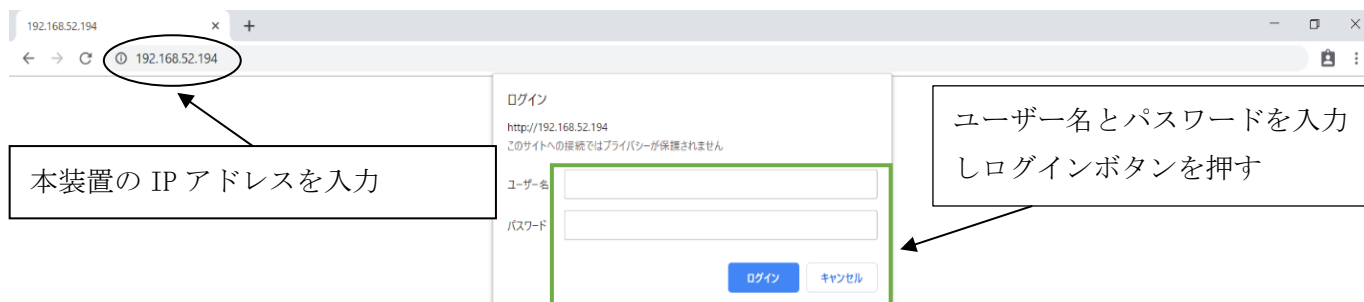 192.168.52.194
192.168.52.194
ログイン
http://192.168.52.194
このサイトへの接続ではプライバシーが保護されません
ユーザー名
パスワード
ログイン キャンセル
本装置の IP アドレスを入力
ユーザー名とパスワードを入力
しログインボタンを押す